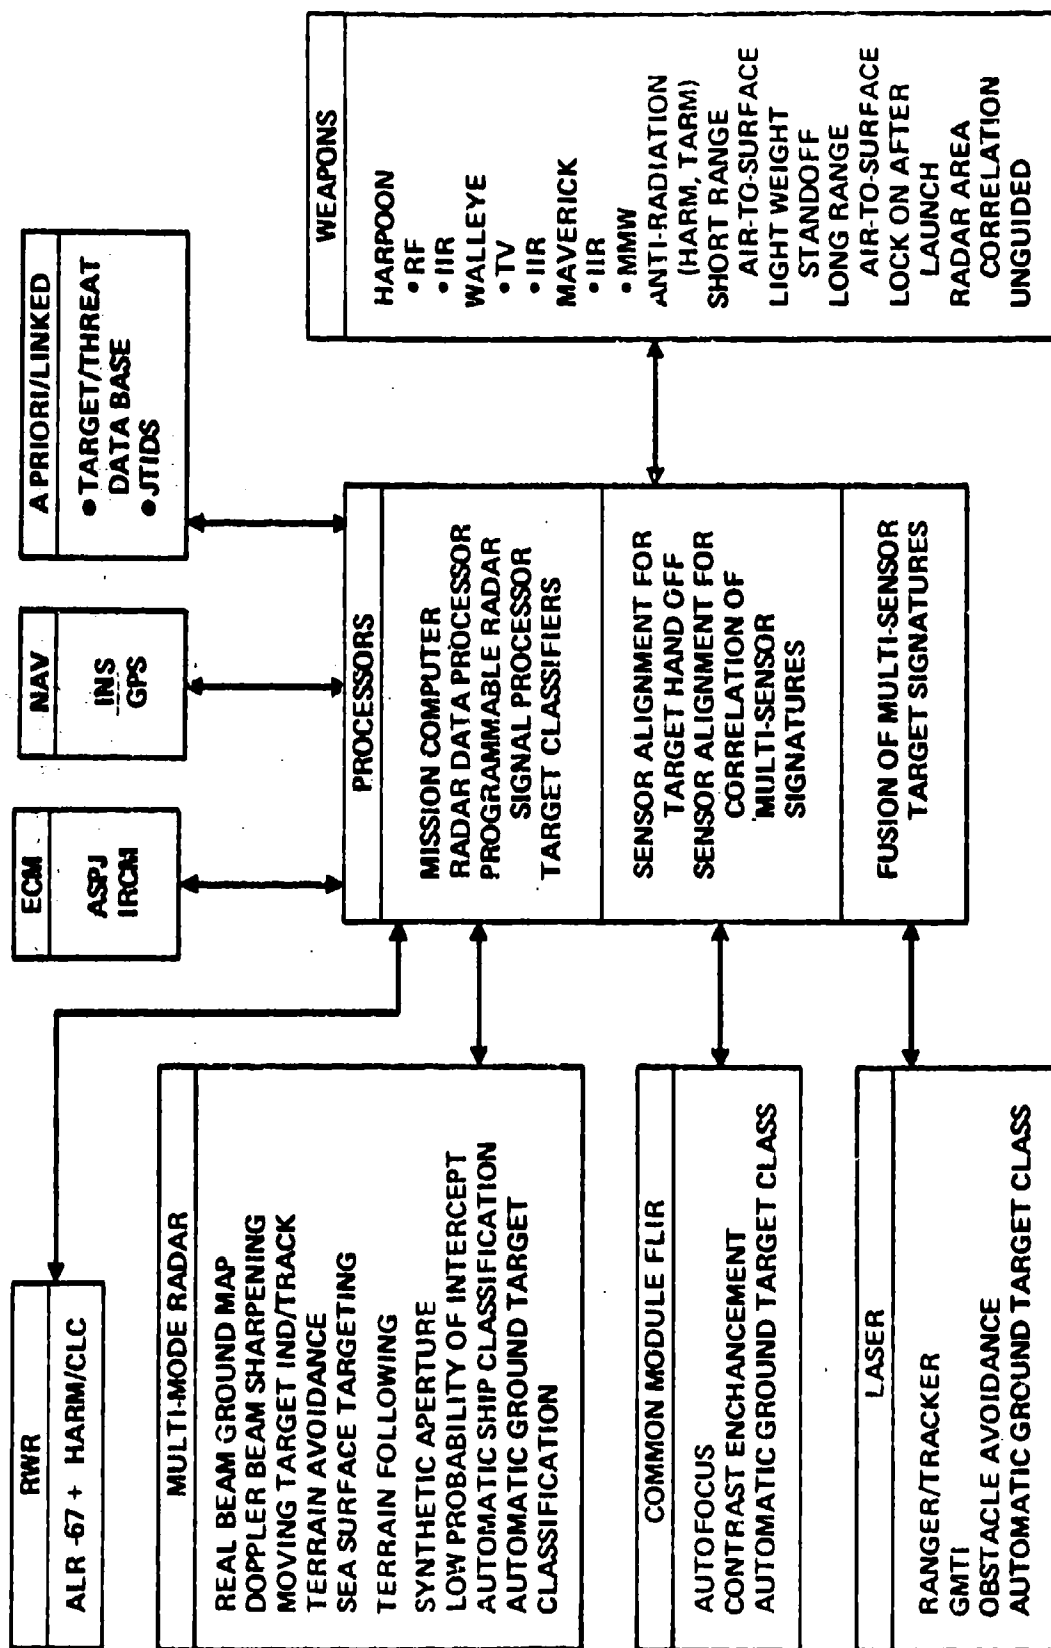 RWR
ALR-67 + HARM/CLC
MULTI-MODE RADAR
REAL BEAM GROUND MAP
DOPPLER BEAM SHARPENING
MOVING TARGET IND/TRACK
TERRAIN AVOIDANCE
SEA SURFACE TARGETING
TERRAIN FOLLOWING
SYNTHETIC APERTURE
LOW PROBABILITY OF INTERCEPT
AUTOMATIC SHIP CLASSIFICATION
AUTOMATIC GROUND TARGET
CLASSIFICATION
COMMON MODULE FLIR
AUTOFOCUS
CONTRAST ENCHANCEMENT
AUTOMATIC GROUND TARGET CLASS
LASER
RANGER/TRACKER
GMTI
OBSTACLE AVOIDANCE
AUTOMATIC GROUND TARGET CLASS
ECM
ASPJ
IRCM
NAV
INS
GPS
A PRIORI/LINKED
●TARGET/THREAT
DATA BASE
●JTIDS
PROCESSORS
MISSION COMPUTER
RADAR DATA PROCESSOR
PROGRAMMABLE RADAR
SIGNAL PROCESSOR
TARGET CLASSIFIERS
SENSOR ALIGNMENT FOR
TARGET HAND OFF
SENSOR ALIGNMENT FOR
CORRELATION OF
MULTI-SENSOR
SIGNATURES
FUSION OF MULTI-SENSOR
TARGET SIGNATURES
WEAPONS
HARPOON
•RF
•IIR
WALLEYE
•TV
•IIR
MAVERICK
•IIR
•MMW
ANTI-RADIATION
(HARM, TARM)
SHORT RANGE
AIR-TO-SURFACE
LIGHT WEIGHT
STANDOFF
LONG RANGE
AIR-TO-SURFACE
LOCK ON AFTER
LAUNCH
RADAR AREA
CORRELATION
UNGUIDED